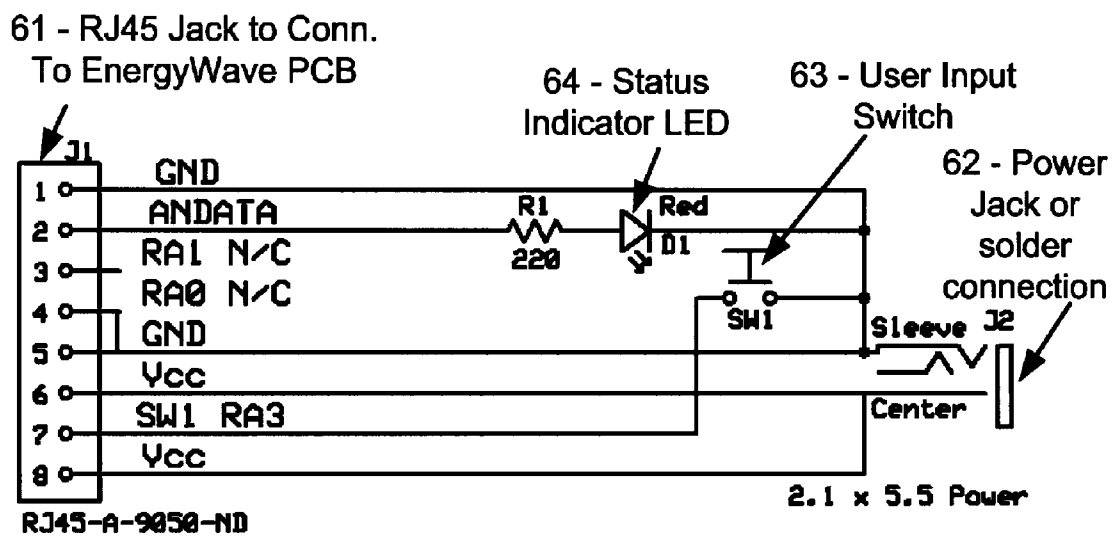 61 - RJ45 Jack to Conn.
To EnergyWave PCB
64 - Status
Indicator LED
63 - User Input
Switch
62 - Power
Jack or
solder
connection
J1
1
GND
2
ANDATA
R1
220
Red
D1
3
RA1 N/C
4
RA0 N/C
SW1
5
GND
Sleeve
J2
6
Vcc
Center
7
SW1 RA3
8
Vcc
2.1 x 5.5 Power
RJ45-A-9050-ND